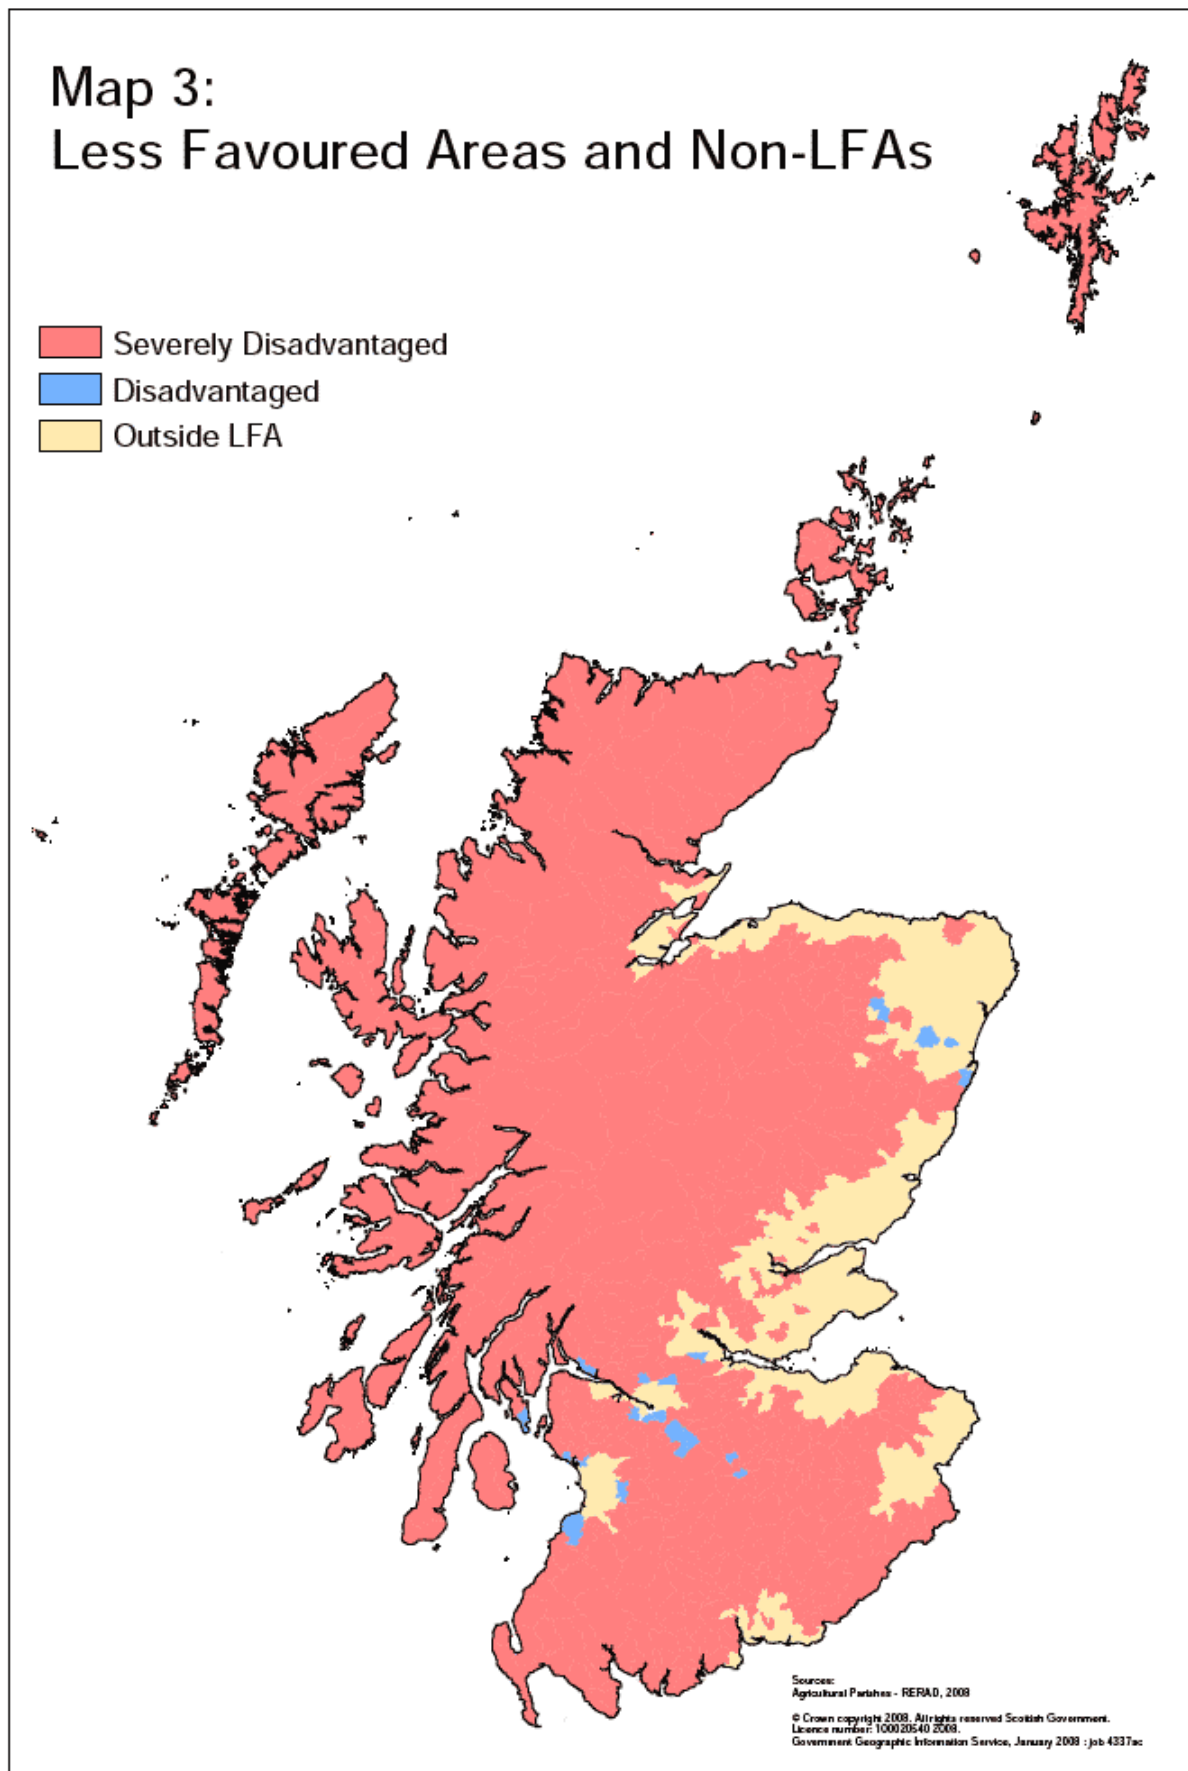 Map 3:
Less Favoured Areas and Non-LFAs
Severely Disadvantaged
Disadvantaged
Outside LFA
Sources:
Agricultural Parishes - RERAD, 2008
© Crown copyright 2008. All rights reserved Scottish Government.
Licence number: 100020540 2008.
Government Geographic Information Service, January 2008 : job 4337ac